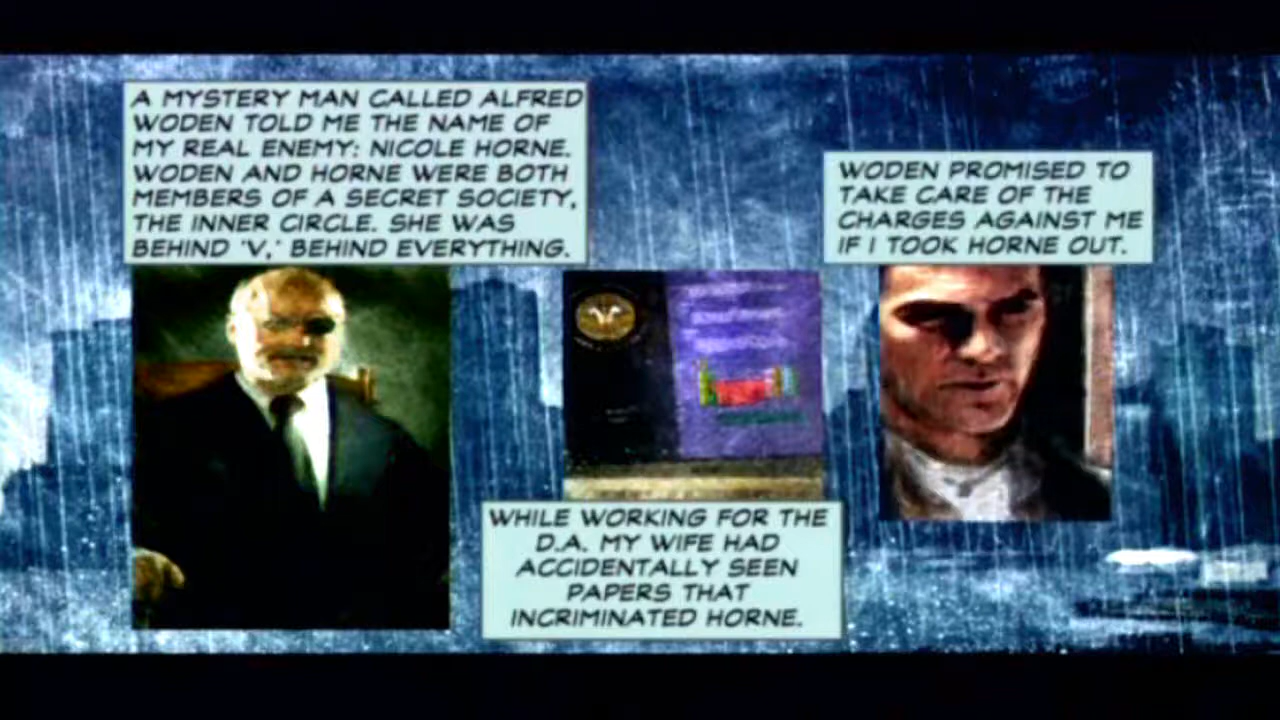 A MYSTERY MAN CALLED ALFRED
WODEN TOLD ME THE NAME OF
MY REAL ENEMY: NICOLE HORNE.
WODEN AND HORNE WERE BOTH
MEMBERS OF A SECRET SOCIETY,
THE INNER CIRCLE. SHE WAS
BEHIND 'V,' BEHIND EVERYTHING.
WHILE WORKING FOR THE
D.A. MY WIFE HAD
ACCIDENTALLY SEEN
PAPERS THAT
INCRIMINATED HORNE.
WODEN PROMISED TO
TAKE CARE OF THE
CHARGES AGAINST ME
IF I TOOK HORNE OUT.